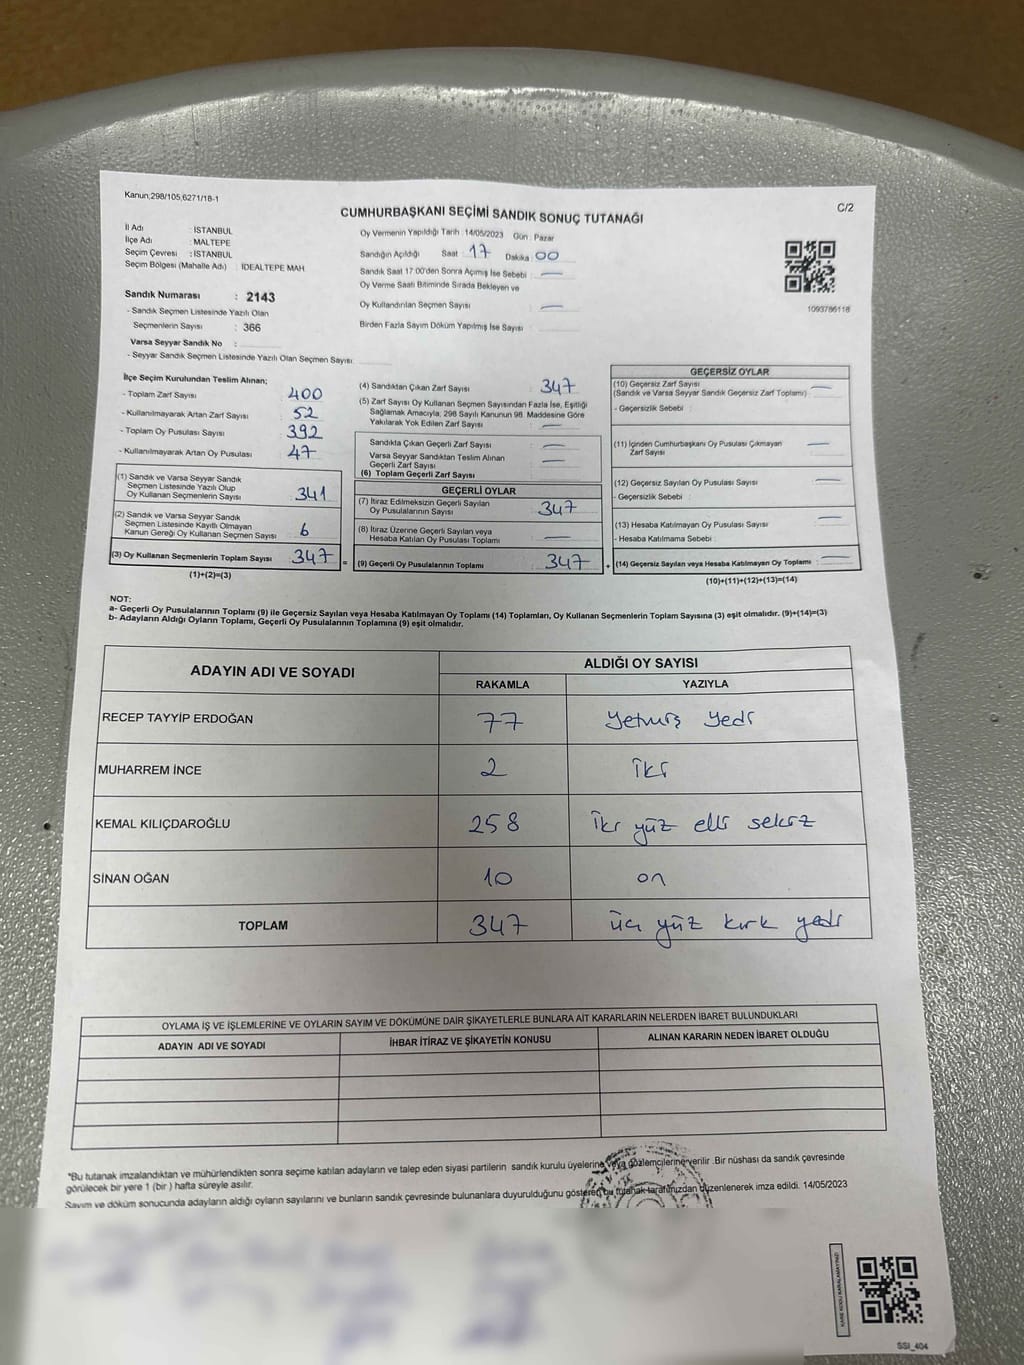 Kanun;298/105,6271/18-1
C/2
CUMHURBAŞKANI SEÇİMİ SANDIK SONUÇ TUTANAĞI
İl Adı : İSTANBUL
İlçe Adı : MALTEPE
Seçim Çevresi : İSTANBUL
Seçim Bölgesi (Mahalle Adı) : İDEALTEPE MAH
Sandık Numarası : 2143
- Sandık Seçmen Listesinde Yazılı Olan
Seçmenlerin Sayısı : 366
Varsa Seyyar Sandık No :
- Seyyar Sandık Seçmen Listesinde Yazılı Olan Seçmen Sayısı
Oy Vermenin Yapıldığı Tarih :14/05/2023 Gün : Pazar
Sandığın Açıldığı Saat : 17 Dakika : 00
Sandık Saat 17:00'den Sonra Açımış İse Sebebi : —
Oy Verme Saati Bitiminde Sırada Bekleyen ve
Oy Kullandırılan Seçmen Sayısı : —
Birden Fazla Sayım Döküm Yapılmış İse Sayısı :
1093786118
İlçe Seçim Kurulundan Teslim Alınan;
- Toplam Zarf Sayısı : 400
- Kullanılmayarak Artan Zarf Sayısı : 52
- Toplam Oy Pusulası Sayısı : 392
- Kullanılmayarak Artan Oy Pusulası : 47
(1) Sandık ve Varsa Seyyar Sandık
Seçmen Listesinde Yazılı Olup
Oy Kullanan Seçmenlerin Sayısı : 341
(2) Sandık ve Varsa Seyyar Sandık
Seçmen Listesinde Kayıtlı Olmayan
Kanun Gereği Oy Kullanan Seçmen Sayısı : 6
(3) Oy Kullanan Seçmenlerin Toplam Sayısı : 347
(1)+(2)=(3)
(4) Sandıktan Çıkan Zarf Sayısı : 347
(5) Zarf Sayısı Oy Kullanan Seçmen Sayısından Fazla İse, Eşitliği
Sağlamak Amacıyla, 298 Sayılı Kanunun 98. Maddesine Göre
Yakılarak Yok Edilen Zarf Sayısı : —
Sandıkta Çıkan Geçerli Zarf Sayısı : —
Varsa Seyyar Sandıktan Teslim Alınan
Geçerli Zarf Sayısı : —
(6) Toplam Geçerli Zarf Sayısı :
GEÇERLİ OYLAR
(7) İtiraz Edilmeksizin Geçerli Sayılan
Oy Pusulalarının Sayısı : 347
(8) İtiraz Üzerine Geçerli Sayılan veya
Hesaba Katılan Oy Pusulası Toplamı : —
= (9) Geçerli Oy Pusulalarının Toplamı : 347 +
GEÇERSİZ OYLAR
(10) Geçersiz Zarf Sayısı : —
(Sandık ve Varsa Seyyar Sandık Geçersiz Zarf Toplamı)
- Geçersizlik Sebebi :
(11) İçinden Cumhurbaşkanı Oy Pusulası Çıkmayan
Zarf Sayısı : —
(12) Geçersiz Sayılan Oy Pusulası Sayısı : —
- Geçersizlik Sebebi :
(13) Hesaba Katılmayan Oy Pusulası Sayısı : —
- Hesaba Katılmama Sebebi :
(14) Geçersiz Sayılan veya Hesaba Katılmayan Oy Toplamı : —
(10)+(11)+(12)+(13)=(14)
NOT:
a- Geçerli Oy Pusulalarının Toplamı (9) ile Geçersiz Sayılan veya Hesaba Katılmayan Oy Toplamı (14) Toplamları, Oy Kullanan Seçmenlerin Toplam Sayısına (3) eşit olmalıdır. (9)+(14)=(3)
b- Adayların Aldığı Oyların Toplamı, Geçerli Oy Pusulalarının Toplamına (9) eşit olmalıdır.
ADAYIN ADI VE SOYADI ALDIĞI OY SAYISI
RAKAMLA YAZIYLA
RECEP TAYYİP ERDOĞAN 77 Yetmiş Yedi
MUHARREM İNCE 2 iki
KEMAL KILIÇDAROĞLU 258 İki yüz elli sekiz
SİNAN OĞAN 10 on
TOPLAM 347 üç yüz kırk yedi
OYLAMA İŞ VE İŞLEMLERİNE VE OYLARIN SAYIM VE DÖKÜMÜNE DAİR ŞİKAYETLERLE BUNLARA AİT KARARLARIN NELERDEN İBARET BULUNDUKLARI
ADAYIN ADI VE SOYADI İHBAR İTİRAZ VE ŞİKAYETİN KONUSU ALINAN KARARIN NEDEN İBARET OLDUĞU
"Bu tutanak imzalandıktan ve mühürlendikten sonra seçime katılan adayların ve talep eden siyasi partilerin sandık kurulu üyelerine veya gözlemcilerine verilir .Bir nüshası da sandık çevresinde
görülecek bir yere 1 (bir ) hafta süreyle asılır.
Sayım ve döküm sonucunda adayların aldığı oyların sayılarını ve bunların sandık çevresinde bulunanlara duyurulduğunu gösteren bu tutanak tarafımızdan düzenlenerek imza edildi. 14/05/2023
SSI_404